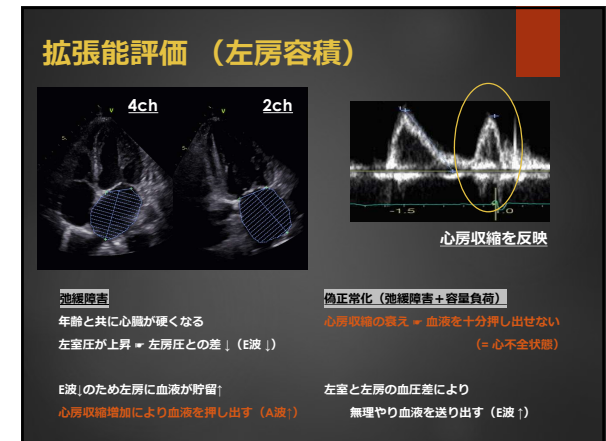 拡張能評価 （左房容積）
4ch
2ch
V
V
5-
5-
-1.5
1.0
心房収縮を反映
弛緩障害
年齢と共に心臓が硬くなる
左室圧が上昇 ☛ 左房圧との差 ↓（E波 ↓）
E波↓のため左房に血液が貯留↑
心房収縮増加により血液を押し出す（A波↑）
偽正常化（弛緩障害＋容量負荷）
心房収縮の衰え ☛ 血液を十分押し出せない
（= 心不全状態）
左室と左房の血圧差により
無理やり血液を送り出す（E波 ↑）